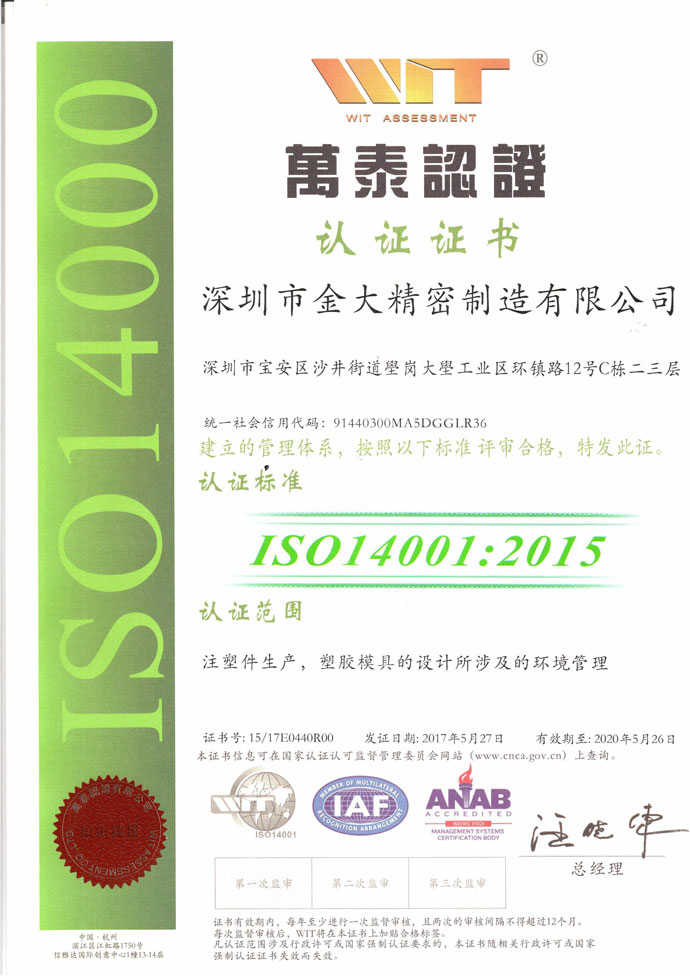 ISO14000
WIT ®
WIT ASSESSMENT
萬泰認證
认证证书
深圳市金大精密制造有限公司
深圳市宝安区沙井街道壆岗大壆工业区环镇路12号C栋二三层
统一社会信用代码：91440300MA5DGGLR36
建立的管理体系，按照以下标准评审合格，特发此证。
认证标准
ISO14001:2015
认证范围
注塑件生产，塑胶模具的设计所涉及的环境管理
证书号: 15/17E0440R00 发证日期: 2017年5月27日 有效期至: 2020年5月26日
本证书信息可在国家认证认可监督管理委员会网站（www.cnca.gov.cn）上查询。
WIT
ISO14001
MEMBER OF MULTILATERAL
IAF
RECOGNITION ARRANGEMENT
ANAB
ACCREDITED
ISO/IEC 17021
MANAGEMENT SYSTEMS
CERTIFICATION BODY
总经理
第一次监审 第二次监审 第三次监审
证书有效期内，每年至少进行一次监督审核，且两次的审核间隔不得超过12个月。
每次监督审核后，WIT将在本证书上加贴合格标签。
凡认证范围涉及行政许可或国家强制认证要求的，本证书随相关行政许可或国家
强制认证证书失效而失效。
中国·杭州
滨江区江虹路1750号
信雅达国际创意中心1幢13-14层